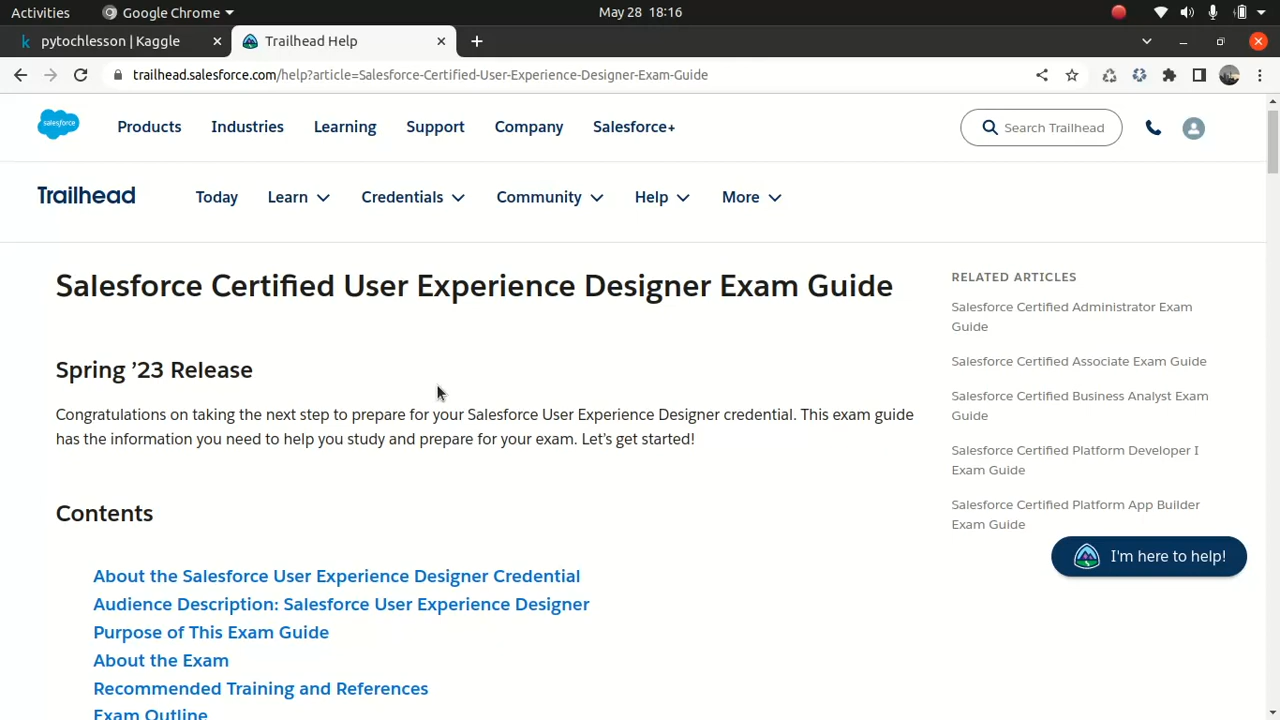 Activities Google Chrome May 28 18:16
pytochlesson | Kaggle Trailhead Help
trailhead.salesforce.com/help?article=Salesforce-Certified-User-Experience-Designer-Exam-Guide
salesforce Products Industries Learning Support Company Salesforce+ Search Trailhead
Trailhead Today Learn Credentials Community Help More
Salesforce Certified User Experience Designer Exam Guide
Spring ’23 Release
Congratulations on taking the next step to prepare for your Salesforce User Experience Designer credential. This exam guide
has the information you need to help you study and prepare for your exam. Let’s get started!
Contents
About the Salesforce User Experience Designer Credential
Audience Description: Salesforce User Experience Designer
Purpose of This Exam Guide
About the Exam
Recommended Training and References
Exam Outline
RELATED ARTICLES
Salesforce Certified Administrator Exam
Guide
Salesforce Certified Associate Exam Guide
Salesforce Certified Business Analyst Exam
Guide
Salesforce Certified Platform Developer I
Exam Guide
Salesforce Certified Platform App Builder
Exam Guide
I'm here to help!